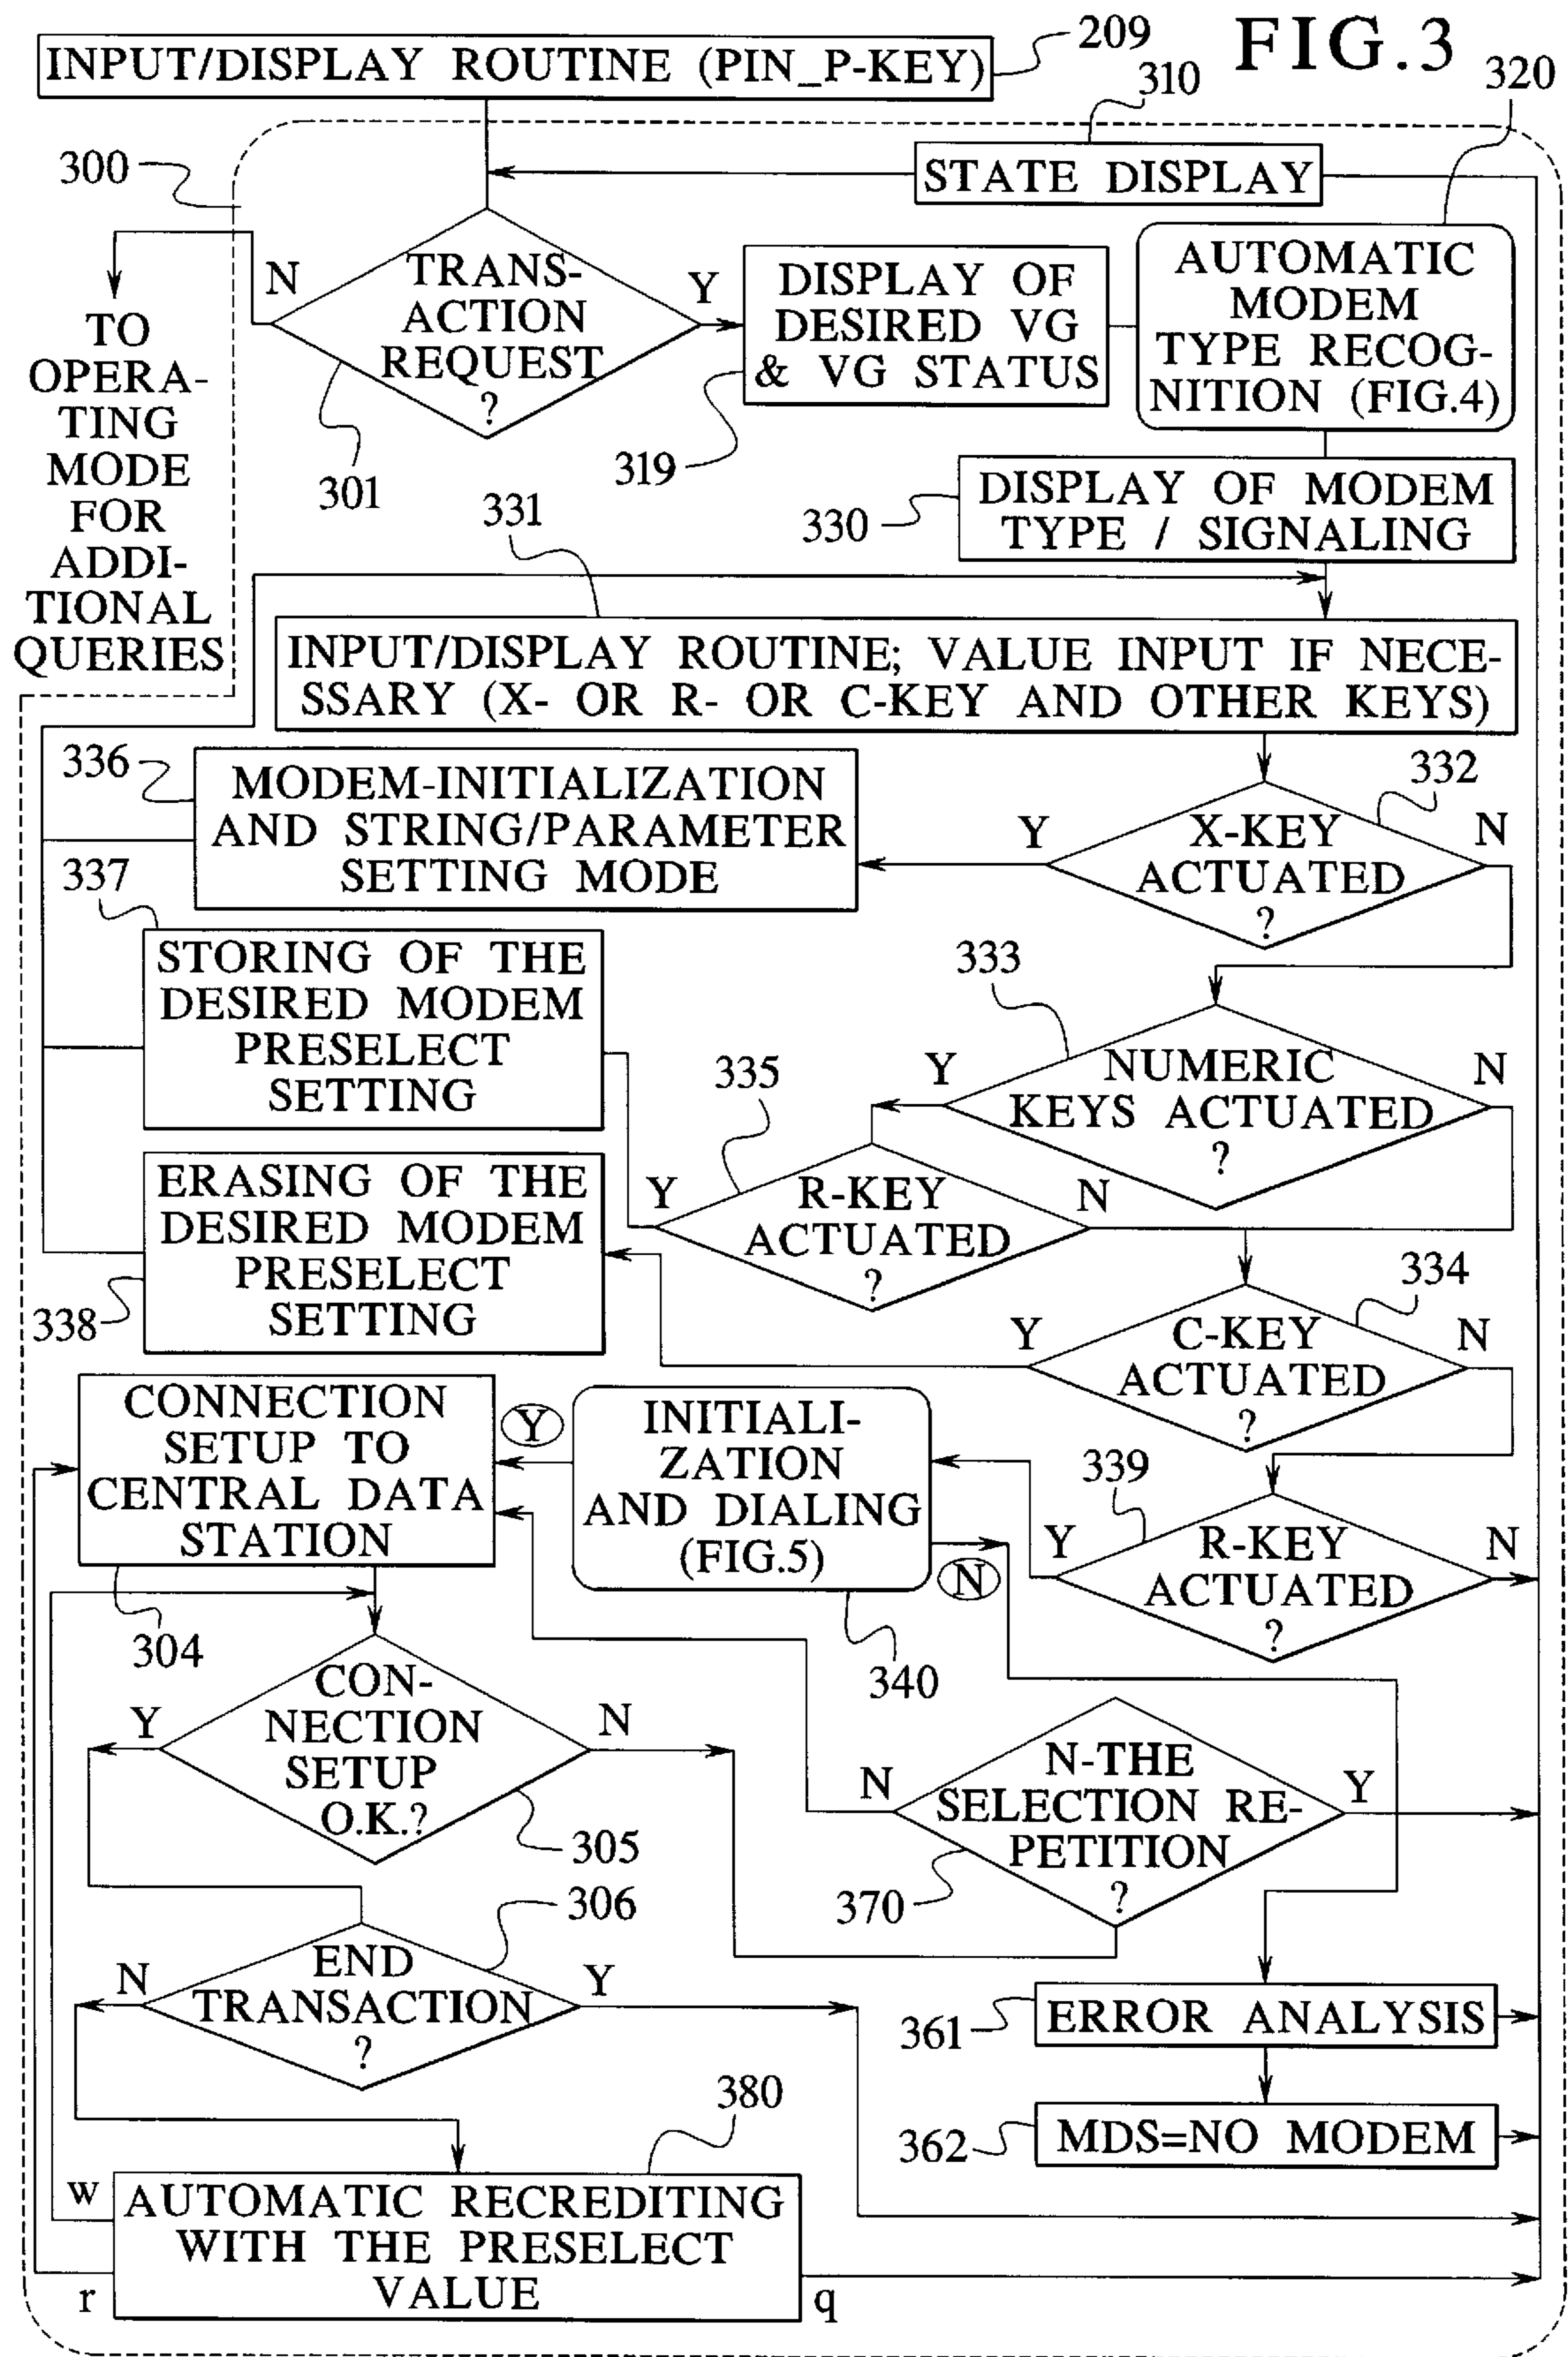 FIG.3
INPUT/DISPLAY ROUTINE (PIN_P-KEY)
209
310
320
300
STATE DISPLAY
N
TRANS-
ACTION
REQUEST
?
Y
301
DISPLAY OF
DESIRED VG
& VG STATUS
319
AUTOMATIC
MODEM
TYPE RECOG-
NITION (FIG.4)
TO
OPERA-
TING
MODE
FOR
ADDI-
TIONAL
QUERIES
331
330
DISPLAY OF MODEM
TYPE / SIGNALING
INPUT/DISPLAY ROUTINE; VALUE INPUT IF NECE-
SSARY (X- OR R- OR C-KEY AND OTHER KEYS)
336
MODEM-INITIALIZATION
AND STRING/PARAMETER
SETTING MODE
332
Y
X-KEY
ACTUATED
?
N
337
STORING OF THE
DESIRED MODEM
PRESELECT
SETTING
333
Y
NUMERIC
KEYS ACTUATED
?
N
335
Y
R-KEY
ACTUATED
?
N
ERASING OF THE
DESIRED MODEM
PRESELECT
SETTING
338
334
Y
C-KEY
ACTUATED
?
N
CONNECTION
SETUP TO
CENTRAL DATA
STATION
304
Y
INITIALI-
ZATION
AND DIALING
(FIG.5)
N
340
339
Y
R-KEY
ACTUATED
?
N
Y
CON-
NECTION
SETUP
O.K.?
N
305
N
N-THE
SELECTION RE-
PETITION
?
Y
370
306
N
END
TRANSACTION
?
Y
361
ERROR ANALYSIS
362
MDS=NO MODEM
380
w
AUTOMATIC RECREDITING
WITH THE PRESELECT
VALUE
r
q